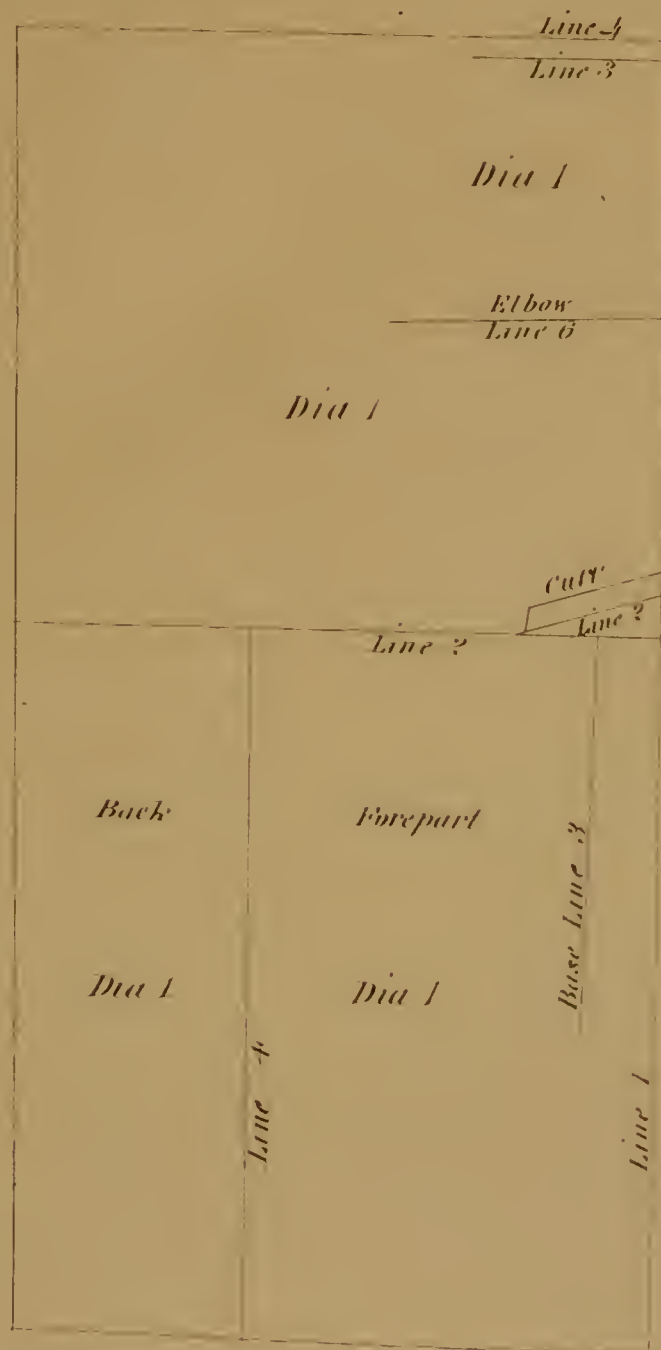 Line 4
Line 3
Dia 1
Elbow
Line 6
Dia 1
Cuff
Line 2
Line 2
Back
Forepart
Base Line 3
Dia 1
Dia 1
Line 4
Line 1